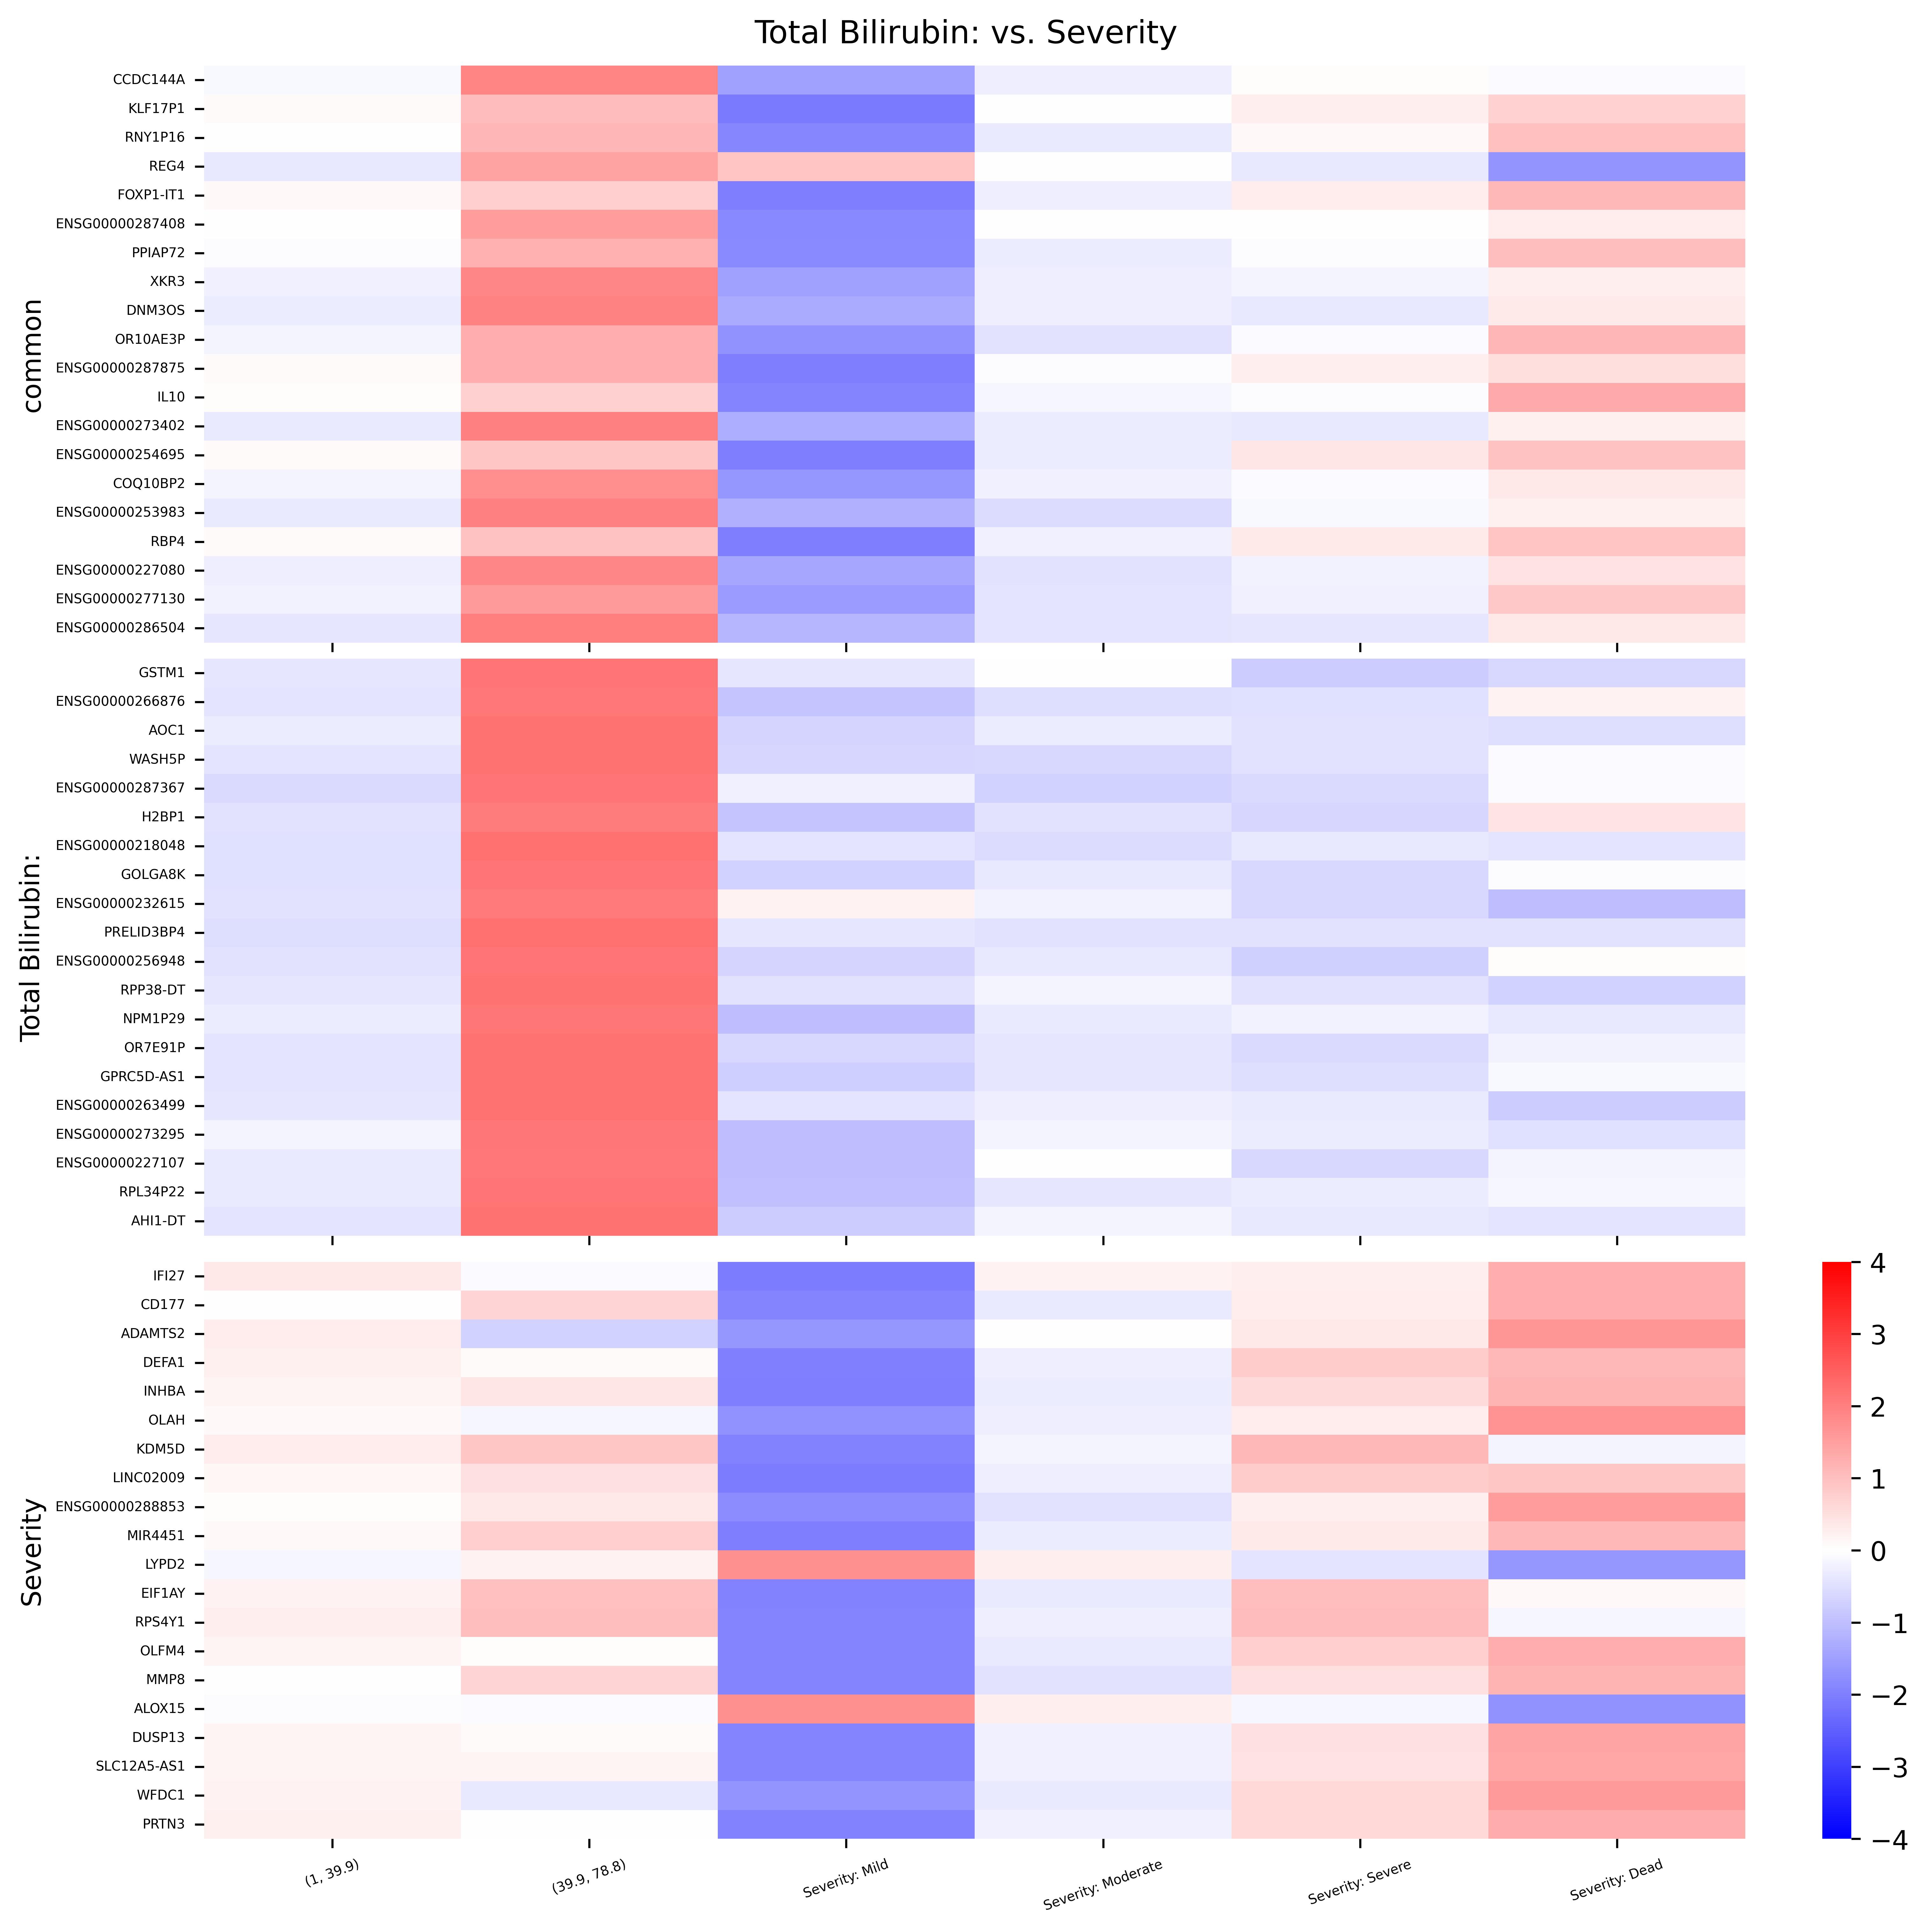 Total Bilirubin: vs. Severity
common
CCDC144A
KLF17P1
RNY1P16
REG4
FOXP1-IT1
ENSG00000287408
PPIAP72
XKR3
DNM3OS
OR10AE3P
ENSG00000287875
IL10
ENSG00000273402
ENSG00000254695
COQ10BP2
ENSG00000253983
RBP4
ENSG00000227080
ENSG00000277130
ENSG00000286504
Total Bilirubin:
GSTM1
ENSG00000266876
AOC1
WASH5P
ENSG00000287367
H2BP1
ENSG00000218048
GOLGA8K
ENSG00000232615
PRELID3BP4
ENSG00000256948
RPP38-DT
NPM1P29
OR7E91P
GPRC5D-AS1
ENSG00000263499
ENSG00000273295
ENSG00000227107
RPL34P22
AHI1-DT
Severity
IFI27
CD177
ADAMTS2
DEFA1
INHBA
OLAH
KDM5D
LINC02009
ENSG00000288853
MIR4451
LYPD2
EIF1AY
RPS4Y1
OLFM4
MMP8
ALOX15
DUSP13
SLC12A5-AS1
WFDC1
PRTN3
(1, 39.9)
(39.9, 78.8)
Severity: Mild
Severity: Moderate
Severity: Severe
Severity: Dead
4
3
2
1
0
−1
−2
−3
−4